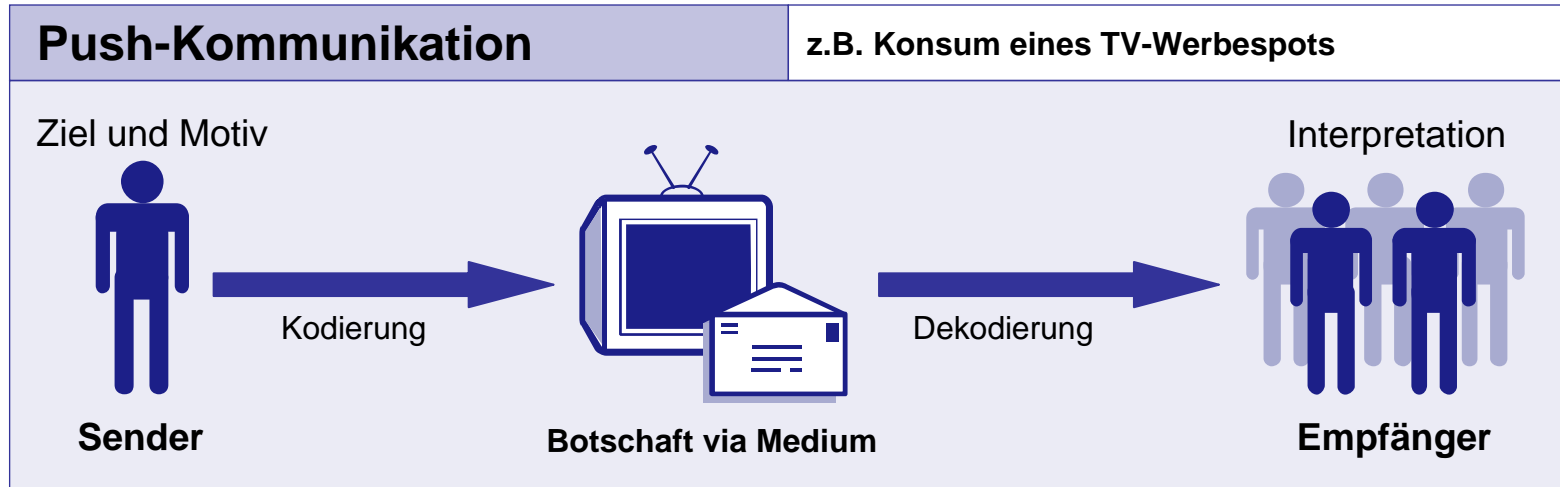 Push-Kommunikation
z.B. Konsum eines TV-Werbespots
Ziel und Motiv
Interpretation
Kodierung
Dekodierung
Sender
Botschaft via Medium
Empfänger